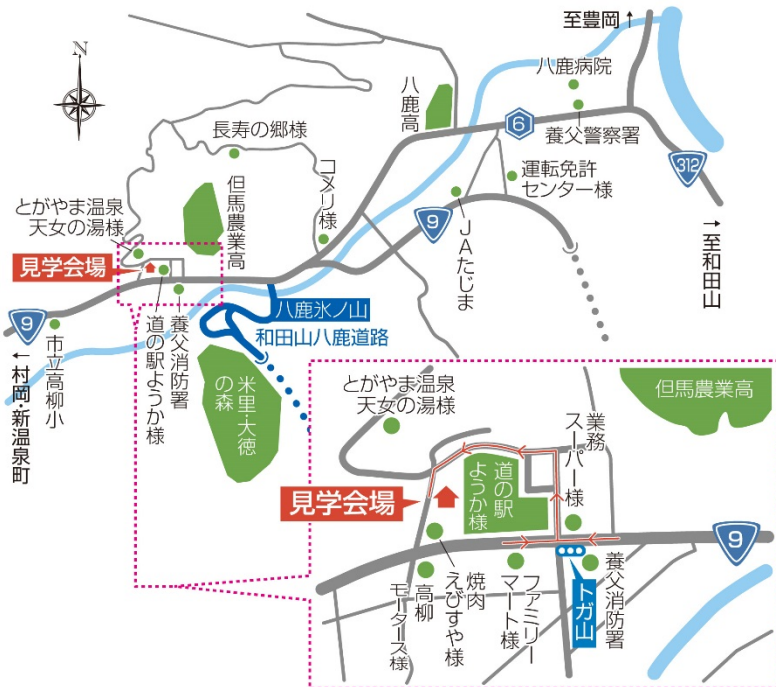 至豊岡↑
N
八鹿病院
八鹿高
6
養父警察署
長寿の郷様
312
コメリ様
運転免許
センター様
但馬農業高
とがやま温泉
天女の湯様
9
JAたじま
→至和田山
見学会場
八鹿氷ノ山
和田山八鹿道路
9
市立高柳小
道の駅ようか様
養父消防署
←村岡・新温泉町
米里・大徳
の森
とがやま温泉
天女の湯様
但馬農業高
業務
スーパー様
道の駅
ようか様
見学会場
9
焼肉
えびすや様
高柳
モータース様
ファミリー
マート様
トガ山
養父消防署